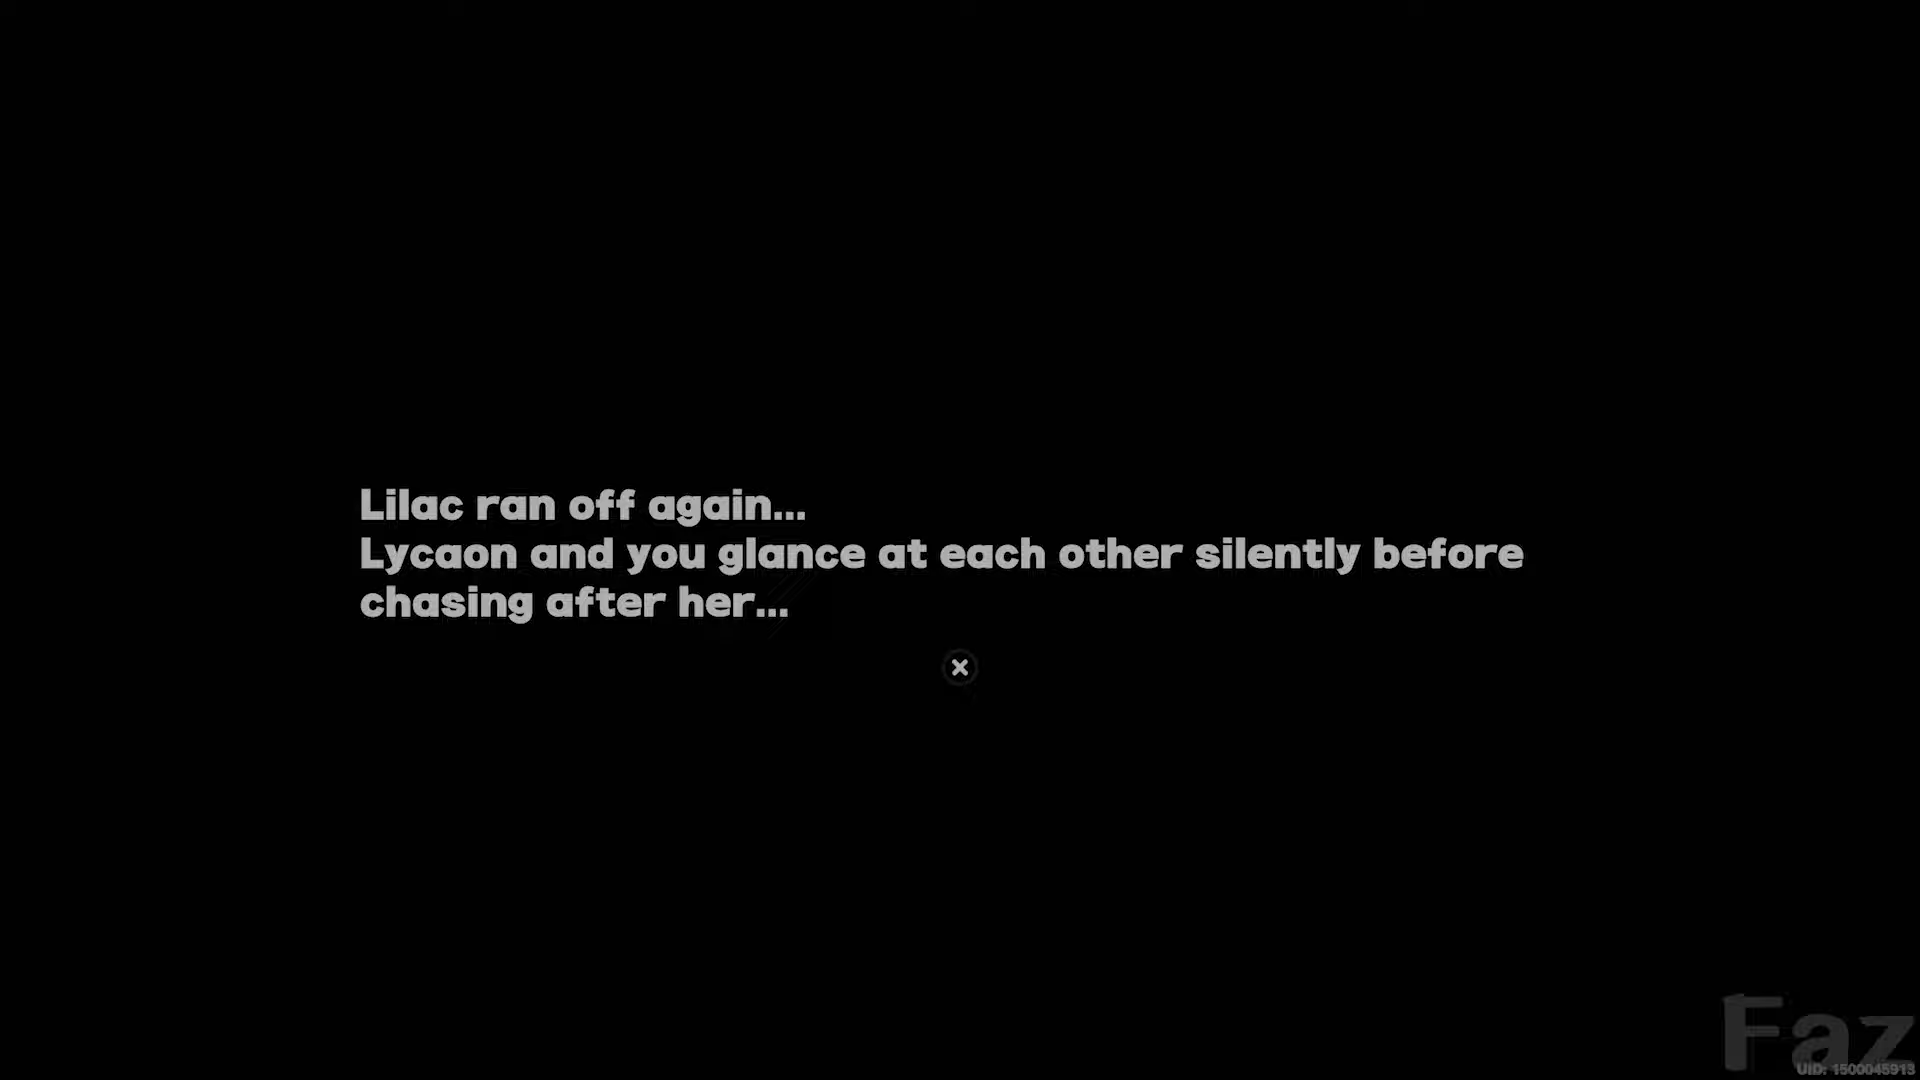 Lilac ran off again...
Lycaon and you glance at each other silently before
chasing after her...
Faz
UID: 1500045913